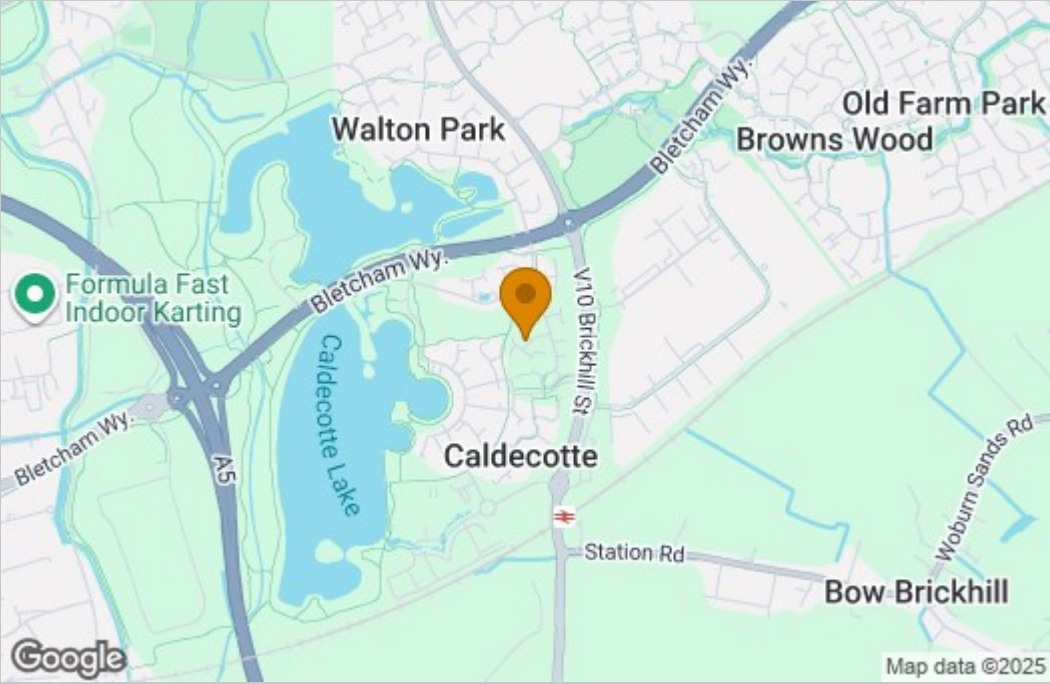 Old Farm Park
Walton Park
Browns Wood
Bletcham Wy.
Bletcham Wy.
Formula Fast
Indoor Karting
V10 Brickhill St
Caldecotte Lake
Bletcham Wy.
A5
Caldecotte
Woburn Sands Rd
Station Rd
Bow Brickhill
Google
Map data ©2025